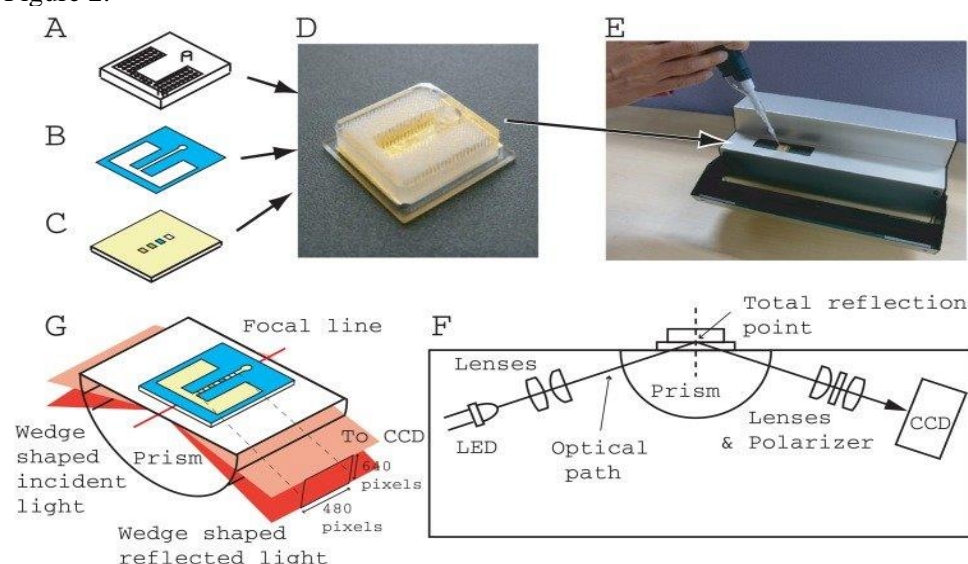 A
D
E
B
C
G
Focal line
F
Total reflection
point
Lenses
Prism
LED
Optical
path
Lenses
& Polarizer
CCD
Wedge
shaped
incident
light
Prism
To CCD
640
pixels
480
pixels
Wedge shaped
reflected light